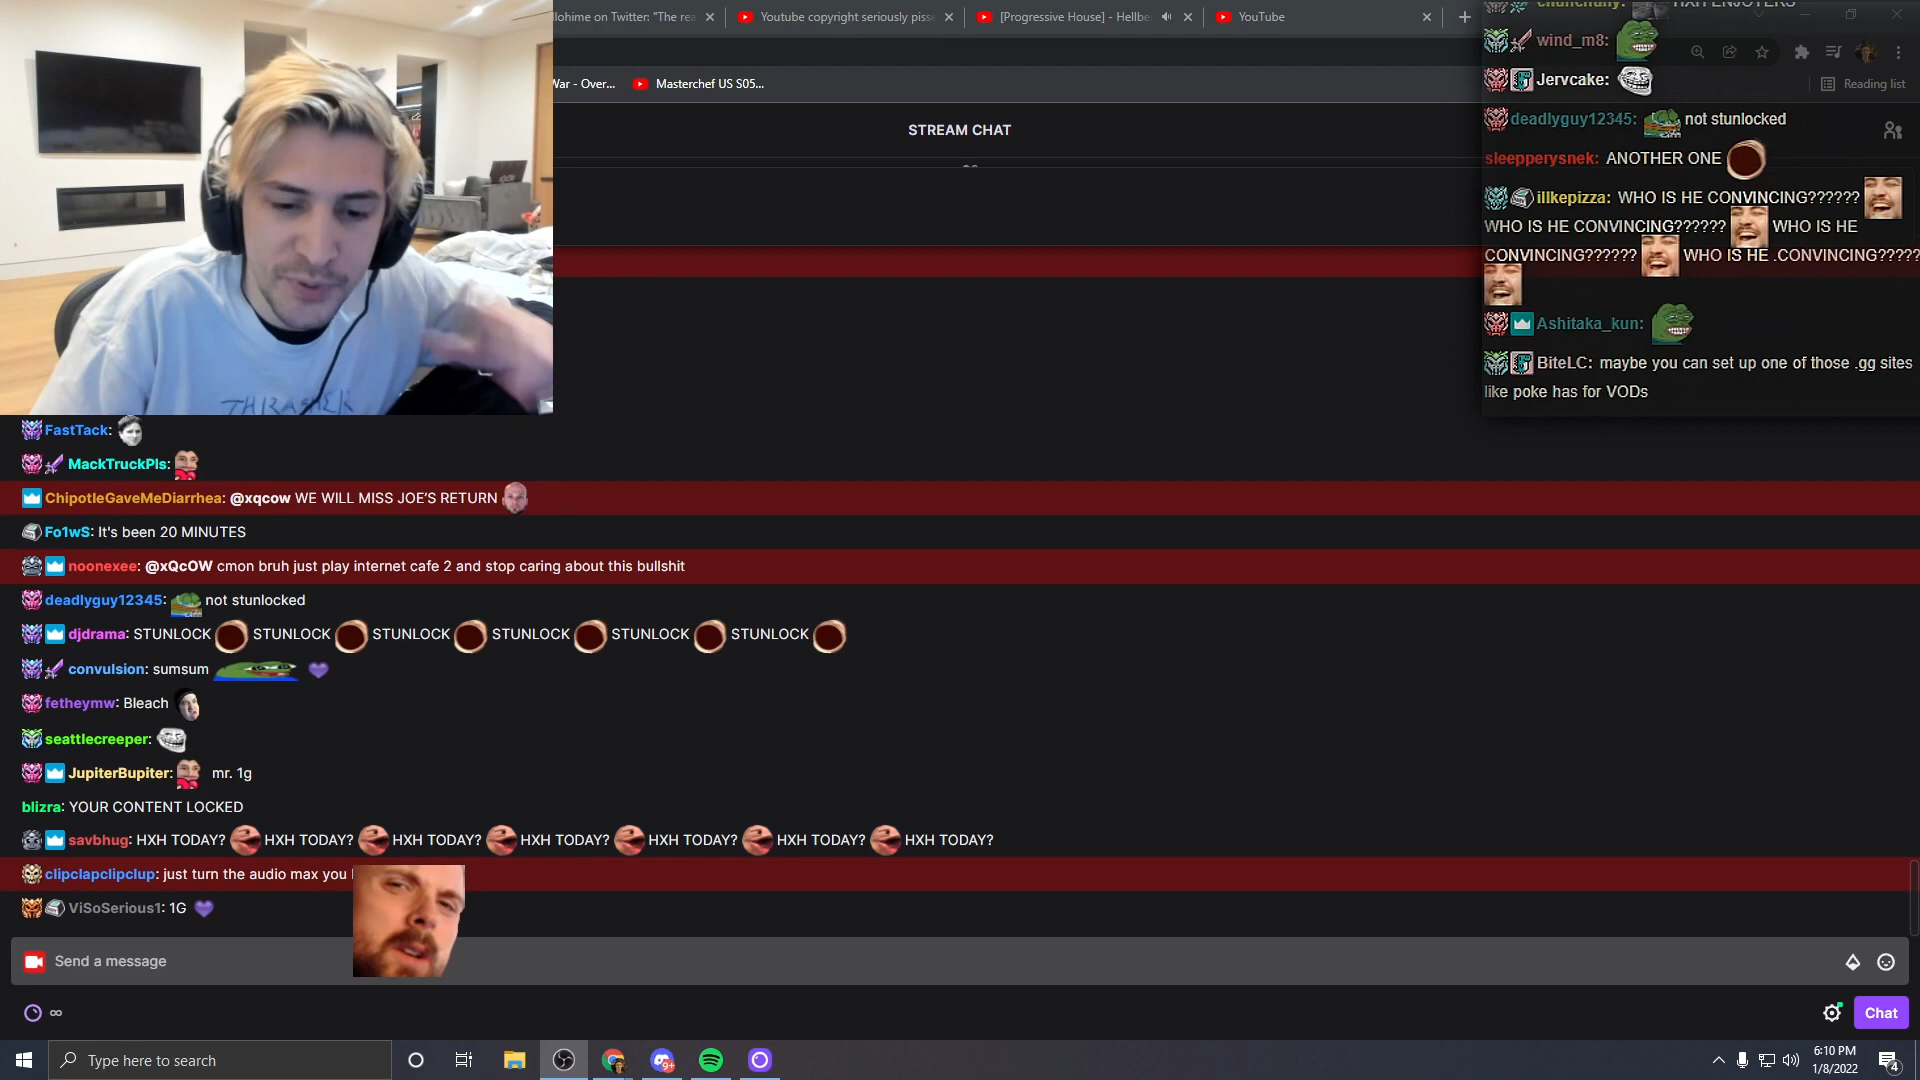 llohime on Twitter: "The rea
Youtube copyright seriously pisse
[Progressive House] - Hellbe
YouTube
War - Over...
Masterchef US S05...
Reading list
STREAM CHAT
wind_m8:
Jervcake:
deadlyguy12345: not stunlocked
sleepperysnek: ANOTHER ONE
illkepizza: WHO IS HE CONVINCING??????
WHO IS HE CONVINCING?????? WHO IS HE
CONVINCING?????? WHO IS HE .CONVINCING?????
Ashitaka_kun:
BiteLC: maybe you can set up one of those .gg sites
like poke has for VODs
THRASHER
FastTack:
MackTruckPls:
ChipotleGaveMeDiarrhea: @xqcow WE WILL MISS JOE'S RETURN
Fo1wS: It's been 20 MINUTES
noonexee: @xQcOW cmon bruh just play internet cafe 2 and stop caring about this bullshit
deadlyguy12345: not stunlocked
djdrama: STUNLOCK STUNLOCK STUNLOCK STUNLOCK STUNLOCK STUNLOCK
convulsion: sumsum
fetheymw: Bleach
seattlecreeper:
JupiterBupiter: mr. 1g
blizra: YOUR CONTENT LOCKED
savbhug: HXH TODAY? HXH TODAY? HXH TODAY? HXH TODAY? HXH TODAY? HXH TODAY? HXH TODAY?
clipclapclipclup: just turn the audio max you
ViSoSerious1: 1G
Send a message
∞
Chat
Type here to search
9+
6:10 PM
1/8/2022
4